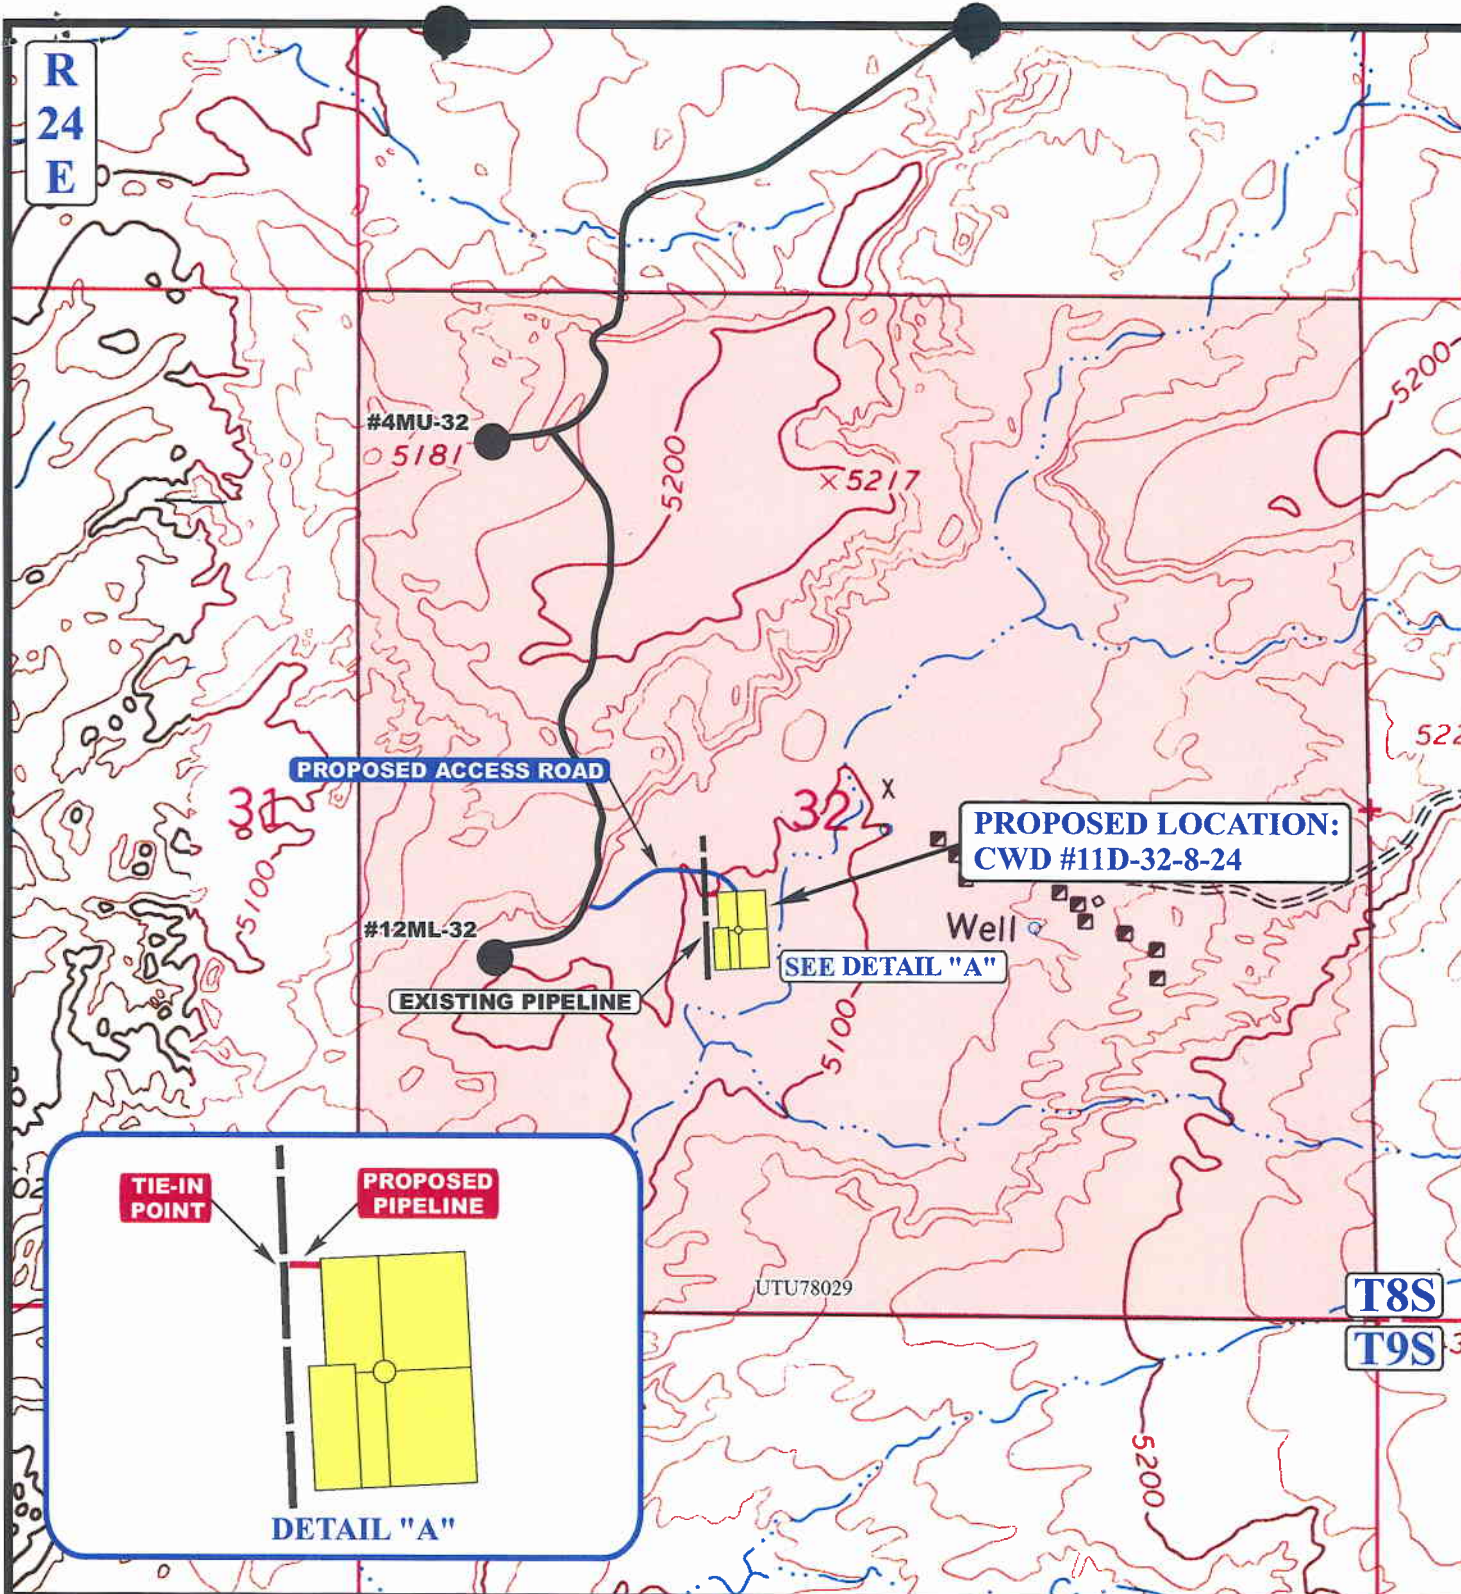 R
24
E
#4MU-32
5181
5200
×5217
5200
522
PROPOSED ACCESS ROAD
31
32
X
PROPOSED LOCATION:
CWD #11D-32-8-24
5100
#12ML-32
Well
SEE DETAIL "A"
EXISTING PIPELINE
5100
TIE-IN
POINT
PROPOSED
PIPELINE
UTU78029
T8S
T9S
3
5200
DETAIL "A"